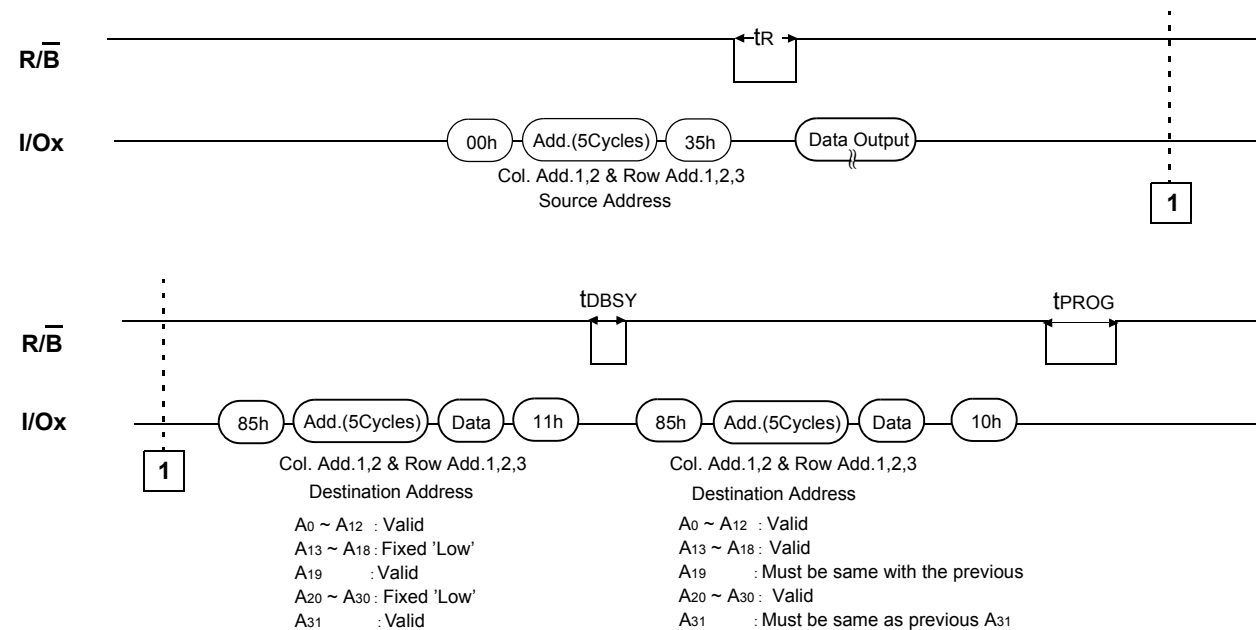 tR
R/B
I/Ox
00h Add.(5Cycles) 35h Data Output
Col. Add.1,2 & Row Add.1,2,3
Source Address
1
tDBSY tPROG
R/B
I/Ox
85h Add.(5Cycles) Data 11h 85h Add.(5Cycles) Data 10h
1
Col. Add.1,2 & Row Add.1,2,3
Destination Address
A0 ~ A12 : Valid
A13 ~ A18 : Fixed 'Low'
A19 : Valid
A20 ~ A30 : Fixed 'Low'
A31 : Valid
Col. Add.1,2 & Row Add.1,2,3
Destination Address
A0 ~ A12 : Valid
A13 ~ A18 : Valid
A19 : Must be same with the previous
A20 ~ A30 : Valid
A31 : Must be same as previous A31